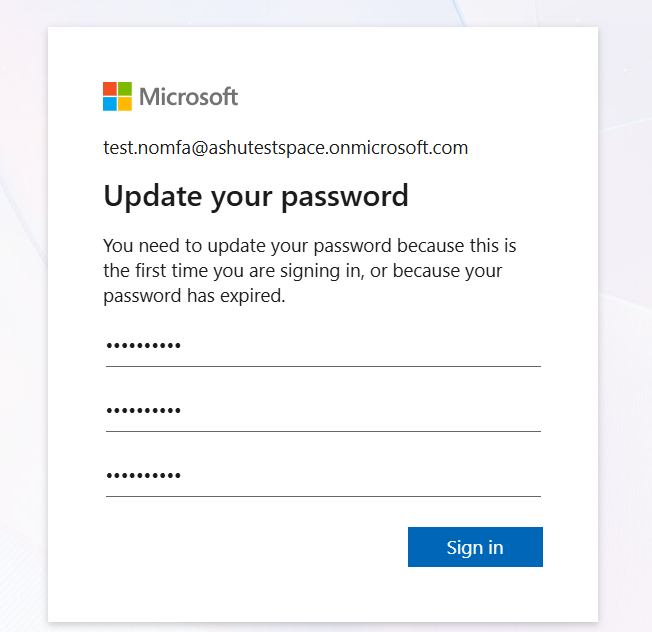 Microsoft
test.nomfa@ashutestspace.onmicrosoft.com
Update your password
You need to update your password because this is
the first time you are signing in, or because your
password has expired.
••••••••••
••••••••••
••••••••••
Sign in